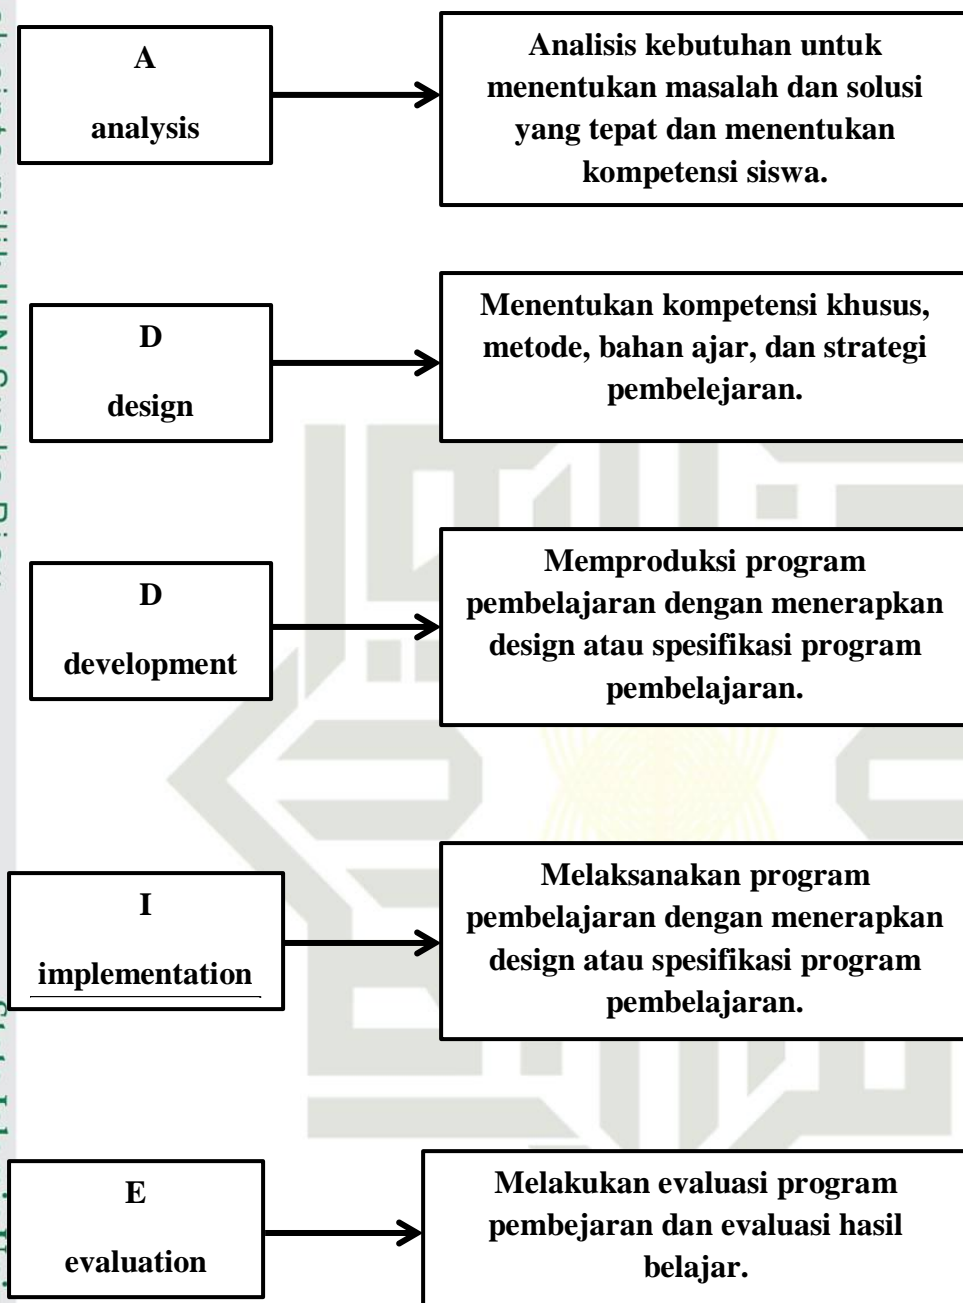 A
analysis
Analisis kebutuhan untuk
menentukan masalah dan solusi
yang tepat dan menentukan
kompetensi siswa.
D
design
Menentukan kompetensi khusus,
metode, bahan ajar, dan strategi
pembelejaran.
D
development
Memproduksi program
pembelajaran dengan menerapkan
design atau spesifikasi program
pembelajaran.
I
implementation
Melaksanakan program
pembelajaran dengan menerapkan
design atau spesifikasi program
pembelajaran.
E
evaluation
Melakukan evaluasi program
pembejaran dan evaluasi hasil
belajar.